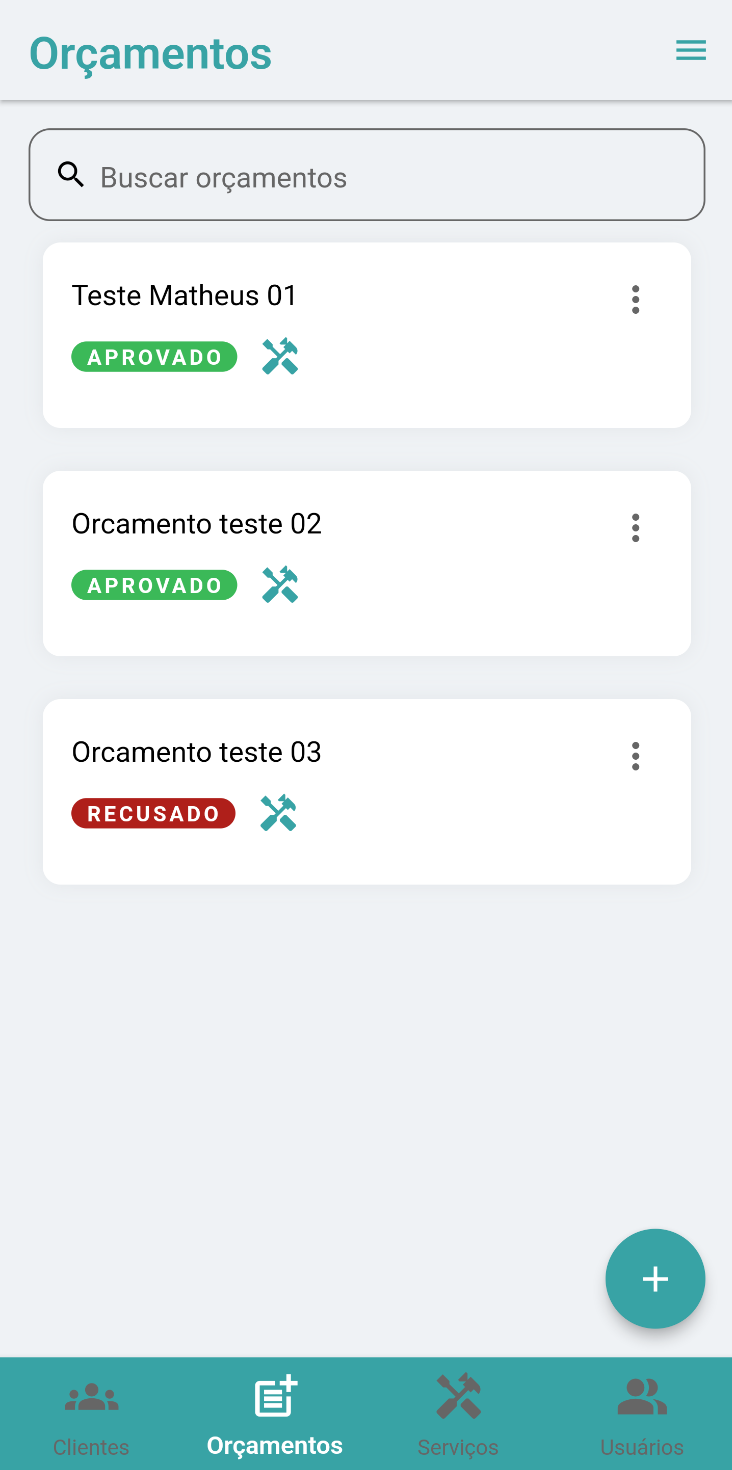 Orçamentos
Buscar orçamentos
Teste Matheus 01
APROVADO
Orcamento teste 02
APROVADO
Orcamento teste 03
RECUSADO
Clientes
Orçamentos
Serviços
Usuários